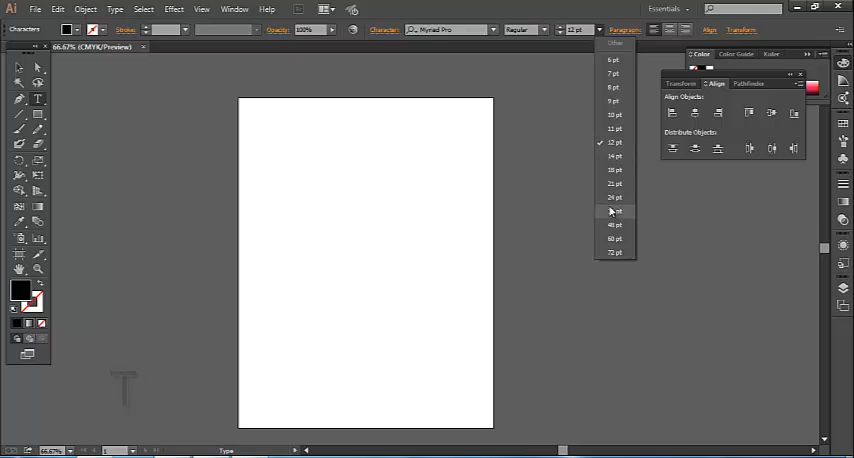 Ai File Edit Object Type Select Effect View Window Help Br Essentials
Characters Stroke: Opacity: 100% Character: Myriad Pro Regular 12 pt Paragraph: Align Transform
66.67% (CMYK/Preview) ×
Other
6 pt
7 pt
8 pt
9 pt
10 pt
11 pt
12 pt
14 pt
18 pt
21 pt
24 pt
pt
48 pt
60 pt
72 pt
Color Color Guide Kuler
Transform Align Pathfinder
Align Objects:
Distribute Objects:
T
T
66.67% 1 Type